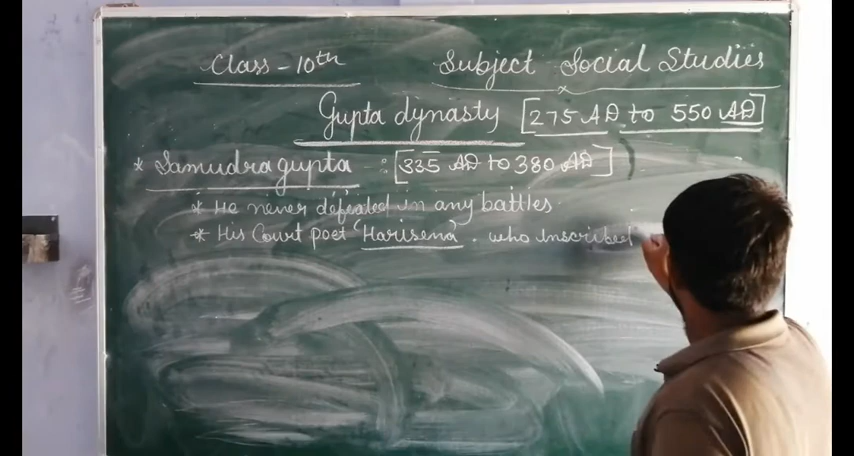 Class - 10th Subject Social Studies
Gupta dynasty [275 AD to 550 AD]
* Samudragupta - : [335 AD to 380 AD]
* He never defeated in any battles.
* His Court poet 'Harisena'. who inscribed